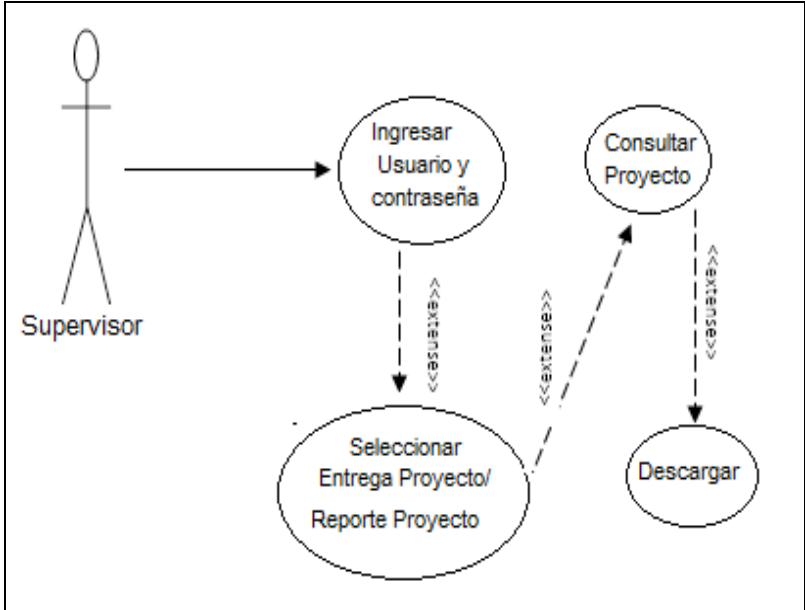 Supervisor
Ingresar
Usuario y
contraseña
<<extense>>
Seleccionar
Entrega Proyecto/
Reporte Proyecto
<<extense>>
Consultar
Proyecto
<<extense>>
Descargar